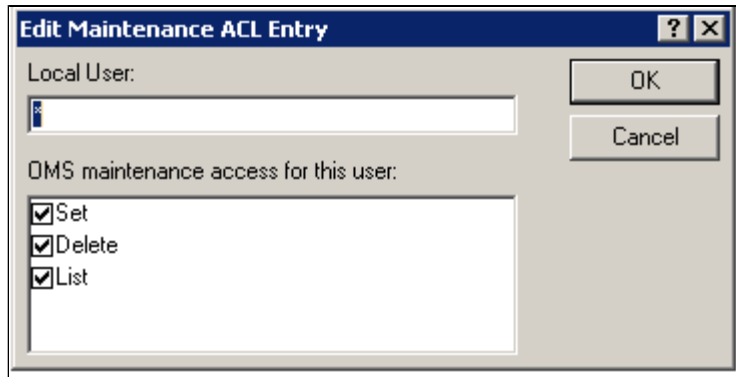 Edit Maintenance ACL Entry
Local User:
*
OMS maintenance access for this user:
Set
Delete
List
OK
Cancel